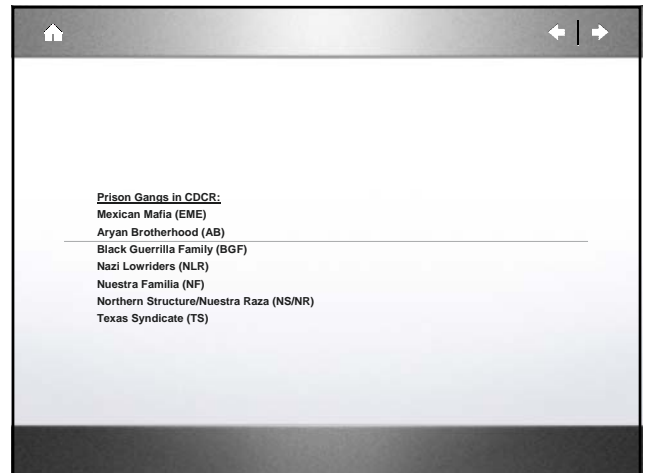 Prison Gangs in CDCR:
Mexican Mafia (EME)
Aryan Brotherhood (AB)
Black Guerrilla Family (BGF)
Nazi Lowriders (NLR)
Nuestra Familia (NF)
Northern Structure/Nuestra Raza (NS/NR)
Texas Syndicate (TS)